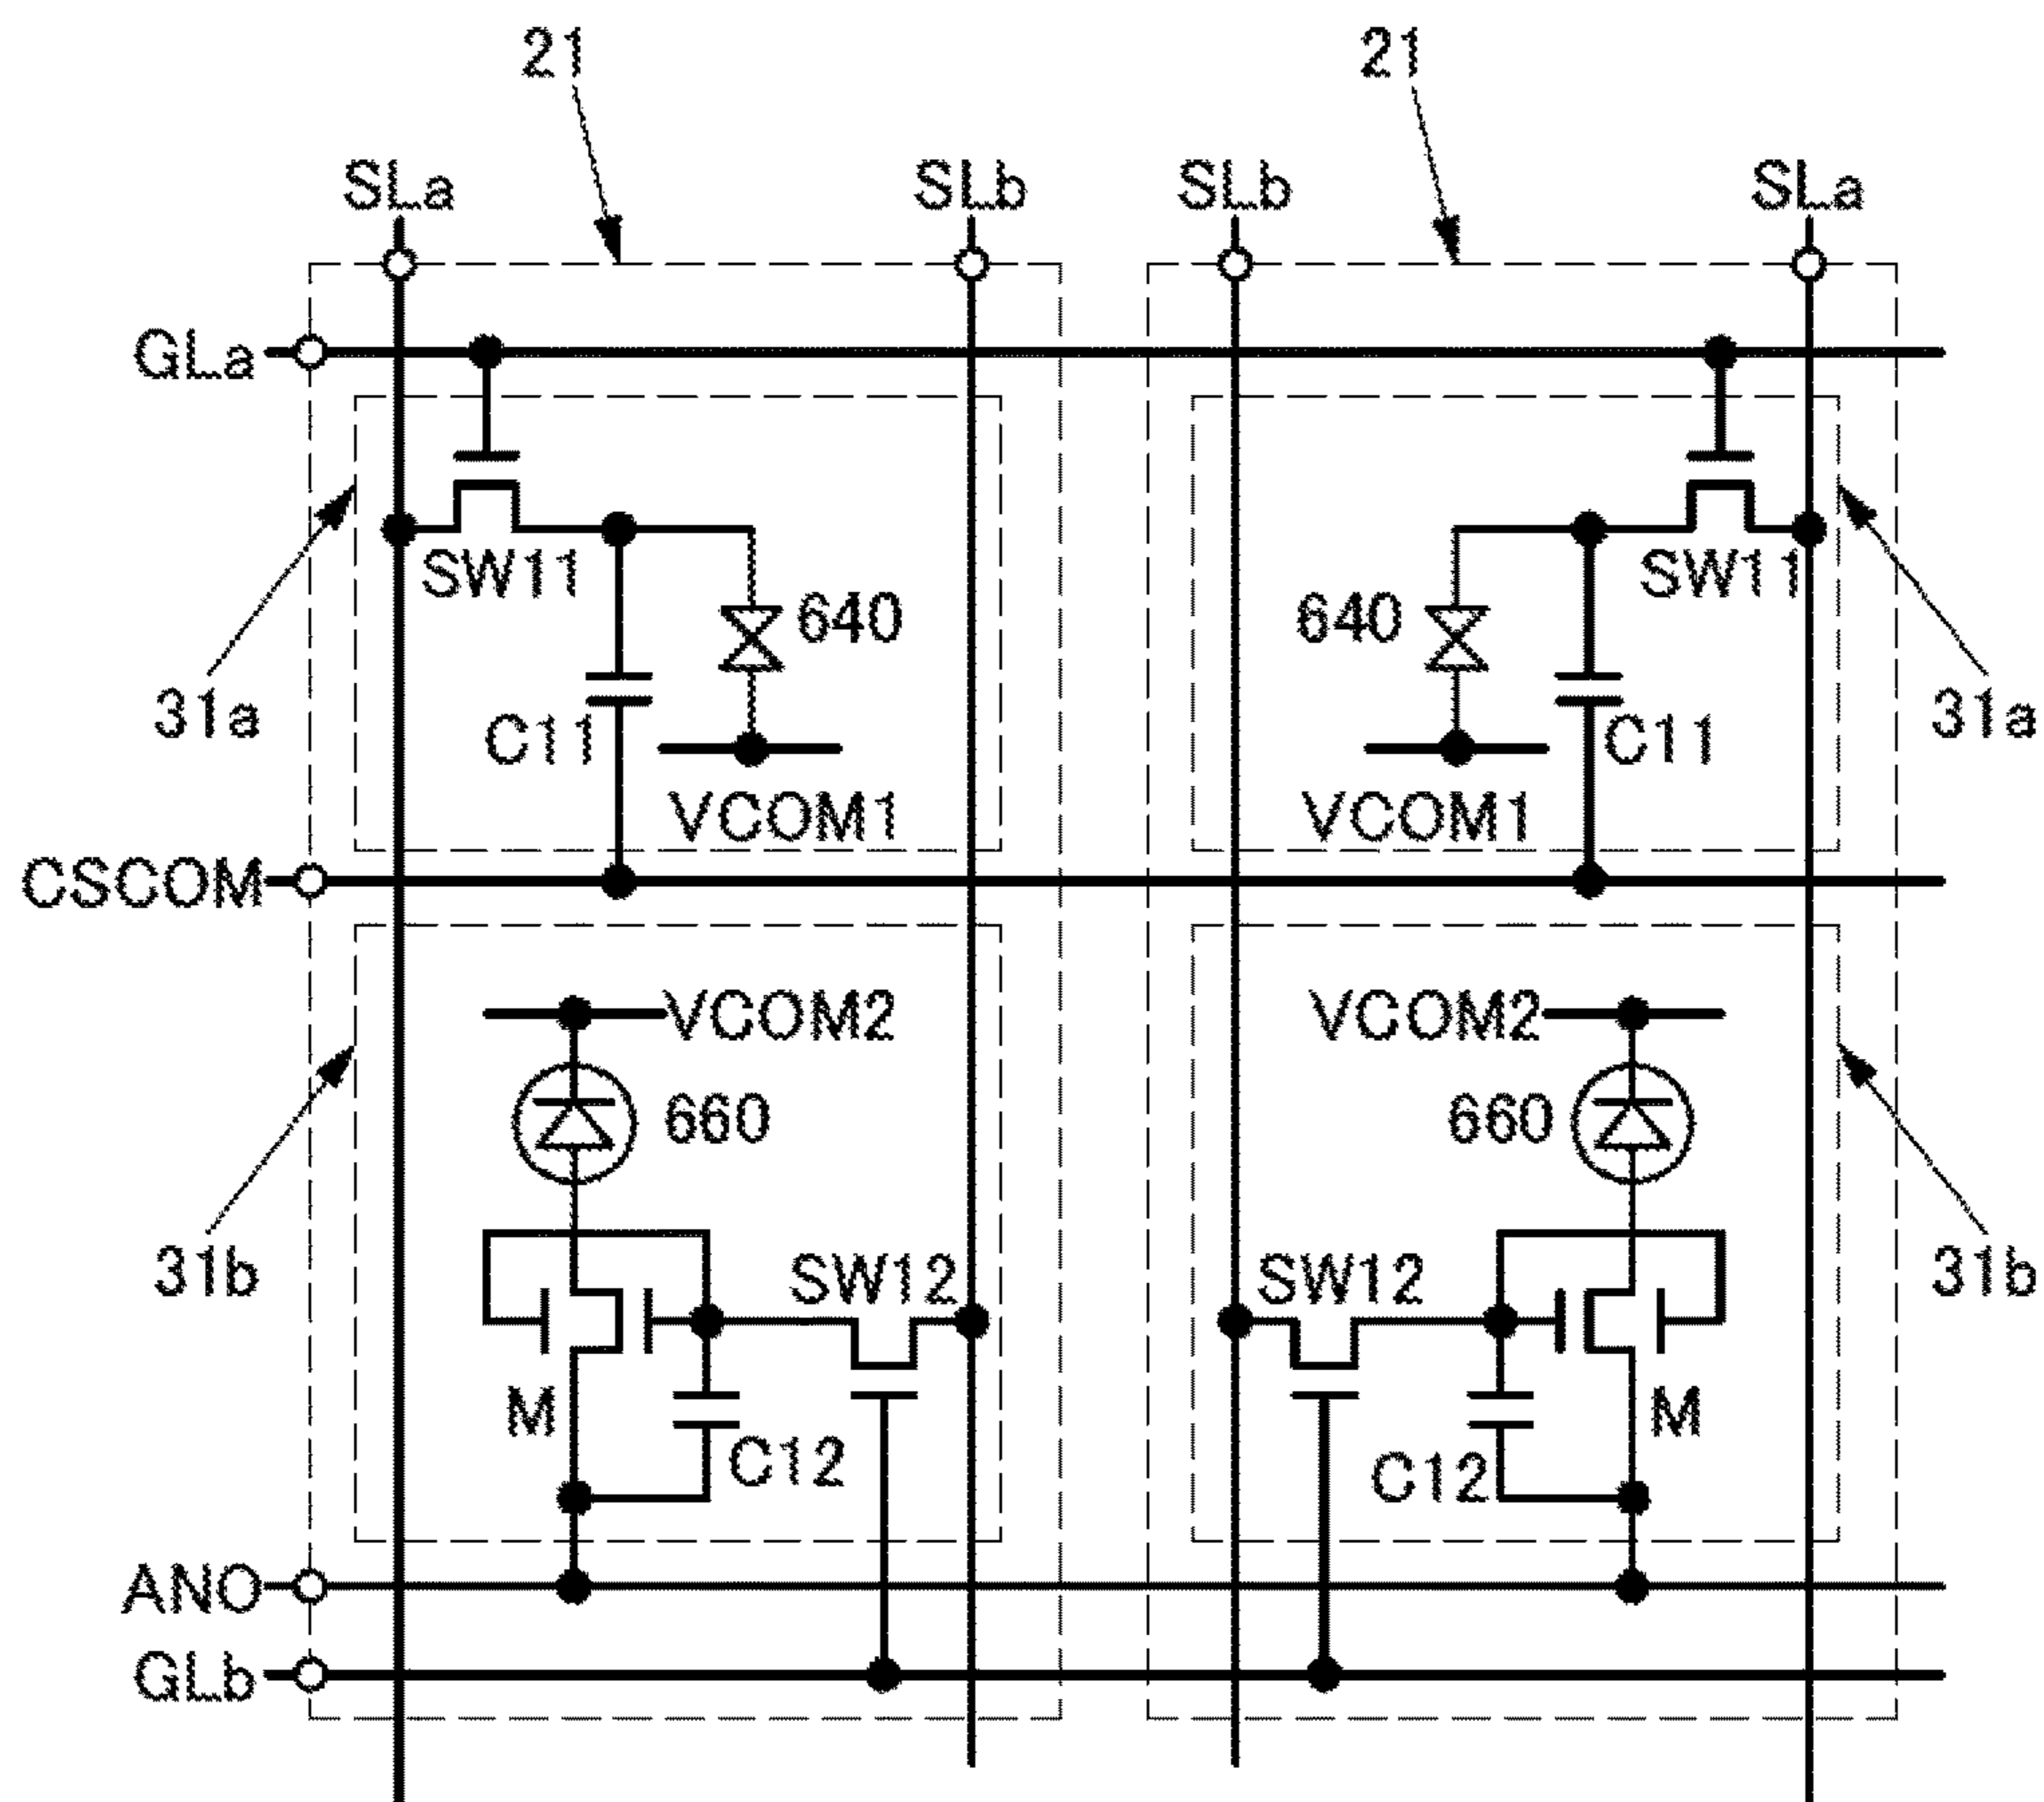 21 21
SLa SLb SLb SLa
GLa
SW11 SW11
640 640
31a C11 C11 31a
VCOM1 VCOM1
CSCOM
VCOM2 VCOM2
660 660
31b SW12 SW12 31b
M M
C12 C12
ANO
GLb